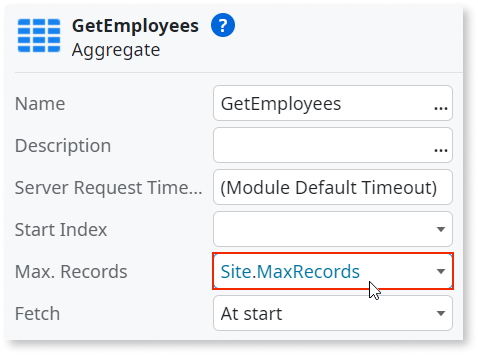 GetEmployees ?
Aggregate
Name GetEmployees ...
Description ...
Server Request Time... (Module Default Timeout)
Start Index
Max. Records Site.MaxRecords
Fetch At start